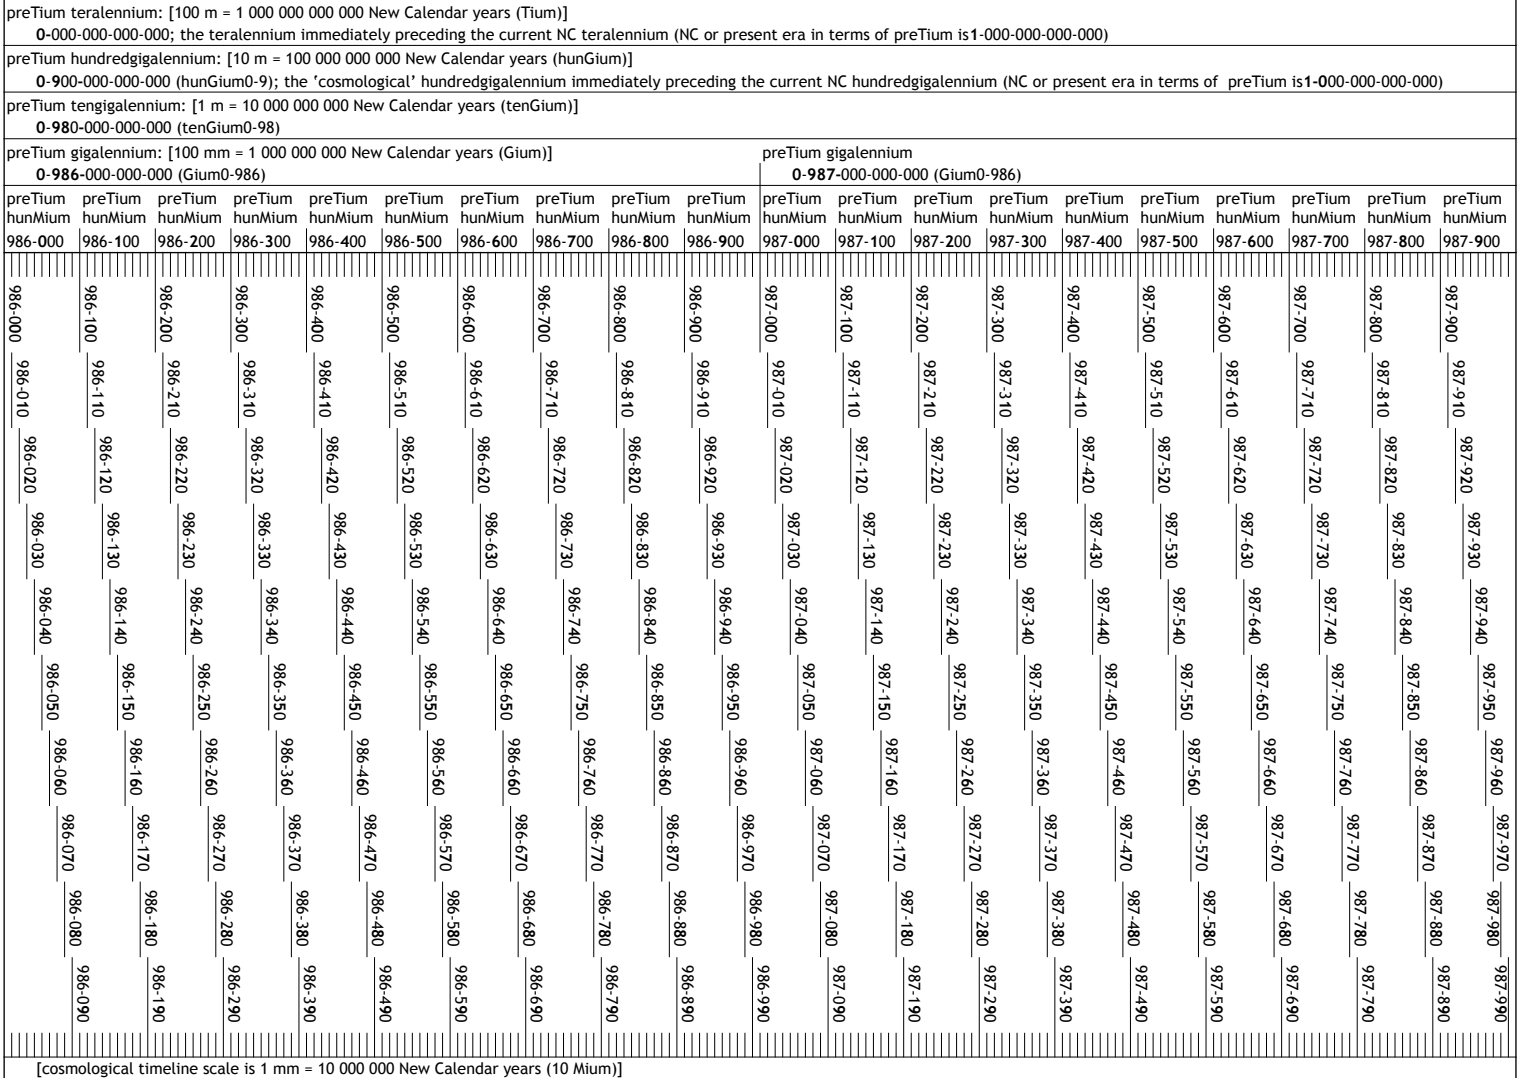 preTium teralennium: [100 m = 1 000 000 000 000 New Calendar years (Tium)]
0-000-000-000-000; the teralennium immediately preceding the current NC teralennium (NC or present era in terms of preTium is1-000-000-000-000)
preTium hundredgigalennium: [10 m = 100 000 000 000 New Calendar years (hunGium)]
0-900-000-000-000 (hunGium0-9); the ‘cosmological’ hundredgigalennium immediately preceding the current NC hundredgigalennium (NC or present era in terms of preTium is1-000-000-000-000)
preTium tengigalennium: [1 m = 10 000 000 000 New Calendar years (tenGium)]
0-980-000-000-000 (tenGium0-98)
preTium gigalennium: [100 mm = 1 000 000 000 New Calendar years (Gium)] preTium gigalennium
0-986-000-000-000 (Gium0-986) 0-987-000-000-000 (Gium0-986)
preTium preTium preTium preTium preTium preTium preTium preTium preTium preTium preTium preTium preTium preTium preTium preTium preTium preTium preTium preTium
hunMium hunMium hunMium hunMium hunMium hunMium hunMium hunMium hunMium hunMium hunMium hunMium hunMium hunMium hunMium hunMium hunMium hunMium hunMium hunMium
986-000 986-100 986-200 986-300 986-400 986-500 986-600 986-700 986-800 986-900 987-000 987-100 987-200 987-300 987-400 987-500 987-600 987-700 987-800 987-900
986-000 986-100 986-200 986-300 986-400 986-500 986-600 986-700 986-800 986-900 987-000 987-100 987-200 987-300 987-400 987-500 987-600 987-700 987-800 987-900
986-010 986-110 986-210 986-310 986-410 986-510 986-610 986-710 986-810 986-910 987-010 987-110 987-210 987-310 987-410 987-510 987-610 987-710 987-810 987-910
986-020 986-120 986-220 986-320 986-420 986-520 986-620 986-720 986-820 986-920 987-020 987-120 987-220 987-320 987-420 987-520 987-620 987-720 987-820 987-920
986-030 986-130 986-230 986-330 986-430 986-530 986-630 986-730 986-830 986-930 987-030 987-130 987-230 987-330 987-430 987-530 987-630 987-730 987-830 987-930
986-040 986-140 986-240 986-340 986-440 986-540 986-640 986-740 986-840 986-940 987-040 987-140 987-240 987-340 987-440 987-540 987-640 987-740 987-840 987-940
986-050 986-150 986-250 986-350 986-450 986-550 986-650 986-750 986-850 986-950 987-050 987-150 987-250 987-350 987-450 987-550 987-650 987-750 987-850 987-950
986-060 986-160 986-260 986-360 986-460 986-560 986-660 986-760 986-860 986-960 987-060 987-160 987-260 987-360 987-460 987-560 987-660 987-760 987-860 987-960
986-070 986-170 986-270 986-370 986-470 986-570 986-670 986-770 986-870 986-970 987-070 987-170 987-270 987-370 987-470 987-570 987-670 987-770 987-870 987-970
986-080 986-180 986-280 986-380 986-480 986-580 986-680 986-780 986-880 986-980 987-080 987-180 987-280 987-380 987-480 987-580 987-680 987-780 987-880 987-980
986-090 986-190 986-290 986-390 986-490 986-590 986-690 986-790 986-890 986-990 987-090 987-190 987-290 987-390 987-490 987-590 987-690 987-790 987-890 987-990
[cosmological timeline scale is 1 mm = 10 000 000 New Calendar years (10 Mium)]